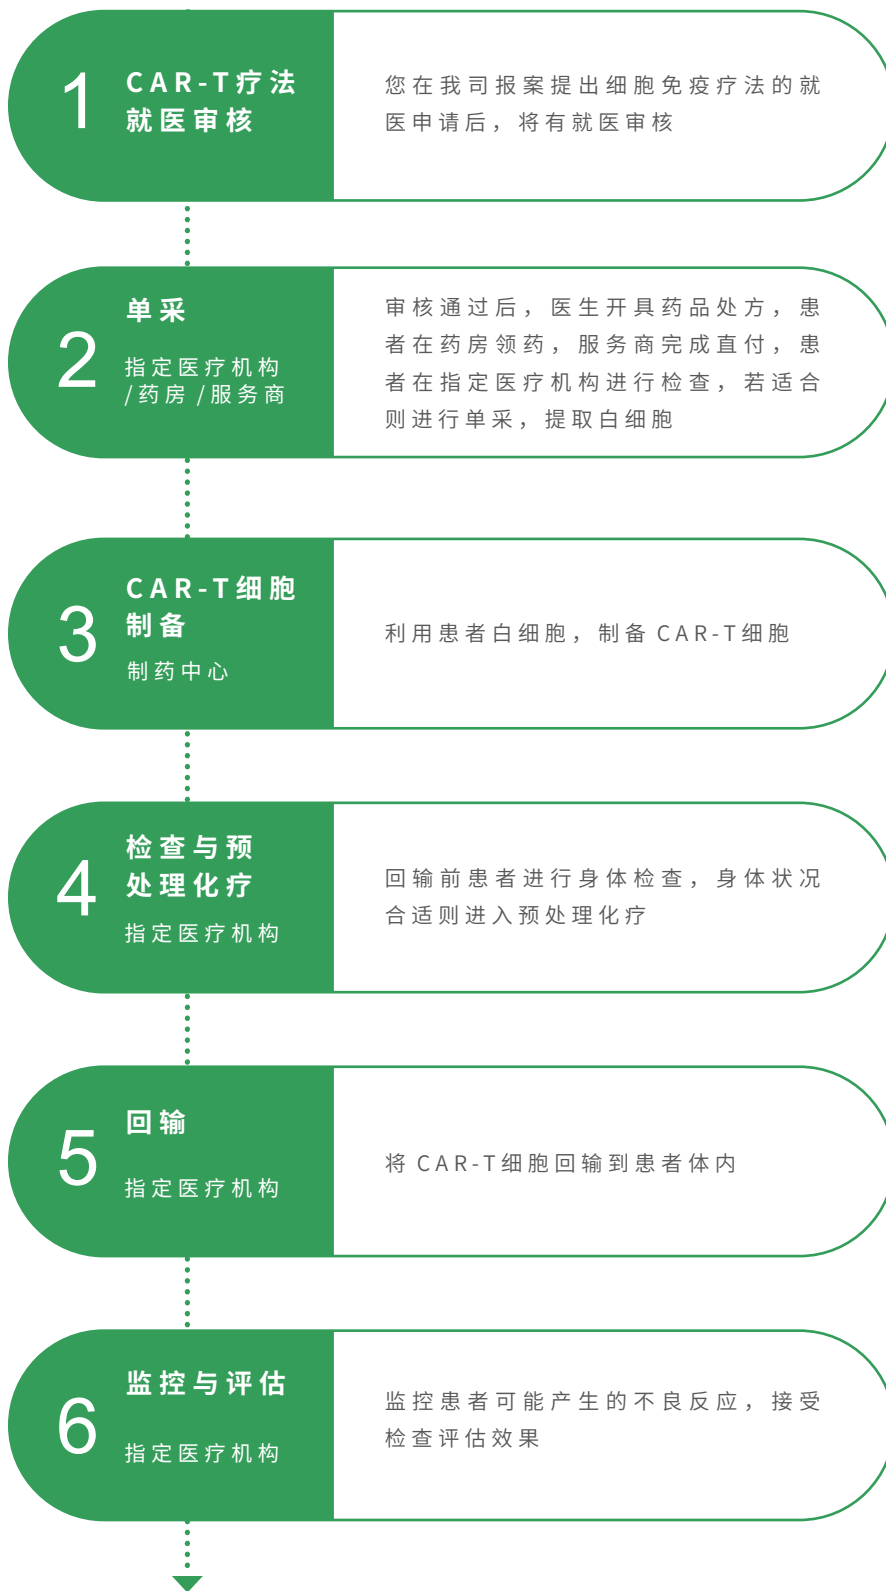 1
CAR-T疗法
就医审核
您在我司报案提出细胞免疫疗法的就
医申请后，将有就医审核
2
单采
指定医疗机构
/药房 /服务商
审核通过后，医生开具药品处方，患
者在药房领药，服务商完成直付，患
者在指定医疗机构进行检查，若适合
则进行单采，提取白细胞
3
CAR-T细胞
制备
制药中心
利用患者白细胞，制备 CAR-T细胞
4
检查与预
处理化疗
指定医疗机构
回输前患者进行身体检查，身体状况
合适则进入预处理化疗
5
回输
指定医疗机构
将 CAR-T细胞回输到患者体内
6
监控与评估
指定医疗机构
监控患者可能产生的不良反应，接受
检查评估效果